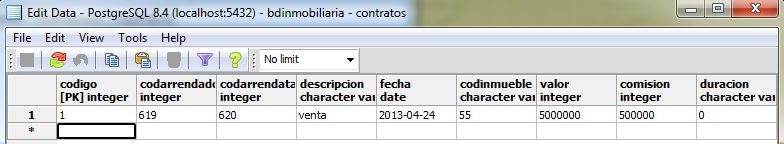 Edit Data - PostgreSQL 8.4 (localhost:5432) - bdinmobiliaria - contratos
File Edit View Tools Help
No limit
codigo codarrendado codarrendata descripcion fecha codinmueble valor comision duracion
[PK] integer integer integer character var date character var integer integer character var
1 1 619 620 venta 2013-04-24 55 5000000 500000 0
*